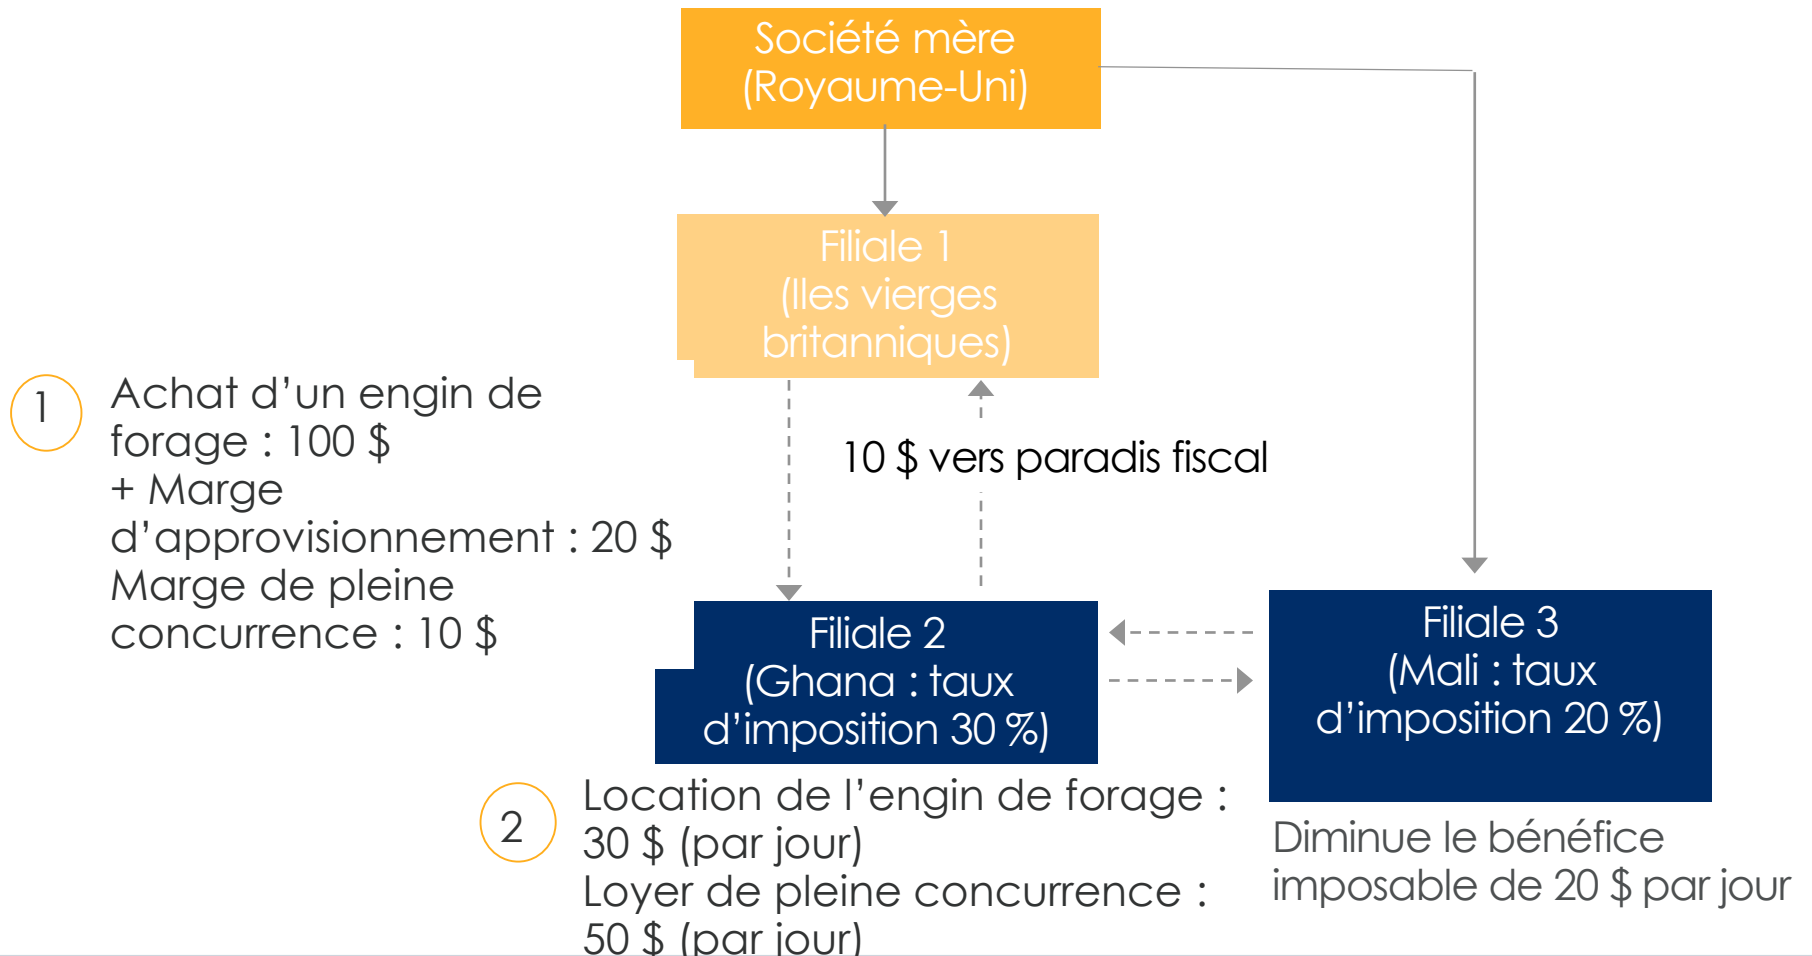 Société mère
(Royaume-Uni)
Filiale 1
(Iles vierges
britanniques)
1
Achat d’un engin de
forage : 100 $
+ Marge
d’approvisionnement : 20 $
Marge de pleine
concurrence : 10 $
10 $ vers paradis fiscal
Filiale 2
(Ghana : taux
d’imposition 30 %)
Filiale 3
(Mali : taux
d’imposition 20 %)
2
Location de l’engin de forage :
30 $ (par jour)
Loyer de pleine concurrence :
50 $ (par jour)
Diminue le bénéfice
imposable de 20 $ par jour